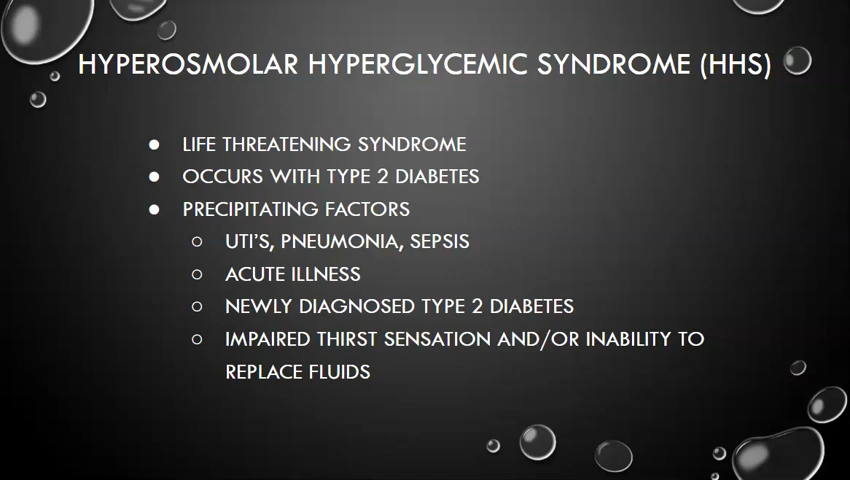 HYPEROSMOLAR HYPERGLYCEMIC SYNDROME (HHS)
● LIFE THREATENING SYNDROME
● OCCURS WITH TYPE 2 DIABETES
● PRECIPITATING FACTORS
○ UTI'S, PNEUMONIA, SEPSIS
○ ACUTE ILLNESS
○ NEWLY DIAGNOSED TYPE 2 DIABETES
○ IMPAIRED THIRST SENSATION AND/OR INABILITY TO
REPLACE FLUIDS